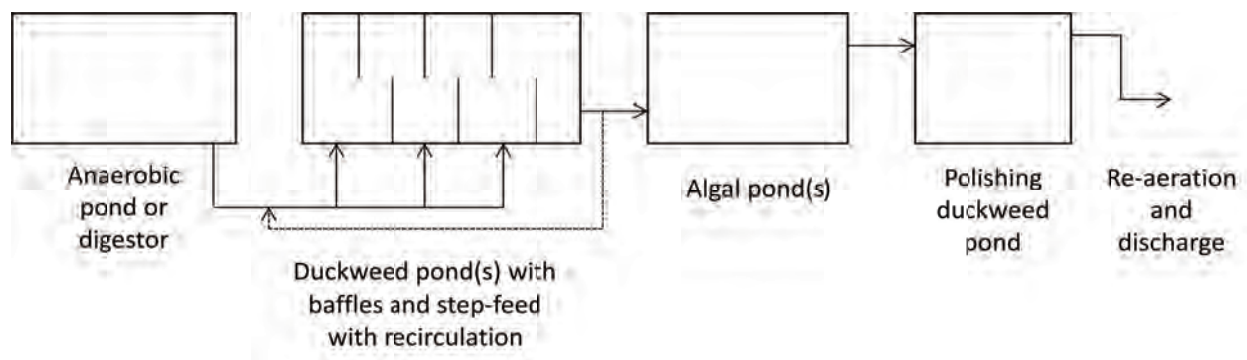 Anaerobic
pond or
digestor
Duckweed pond(s) with
baffles and step-feed
with recirculation
Algal pond(s)
Polishing
duckweed
pond
Re-aeration
and
discharge